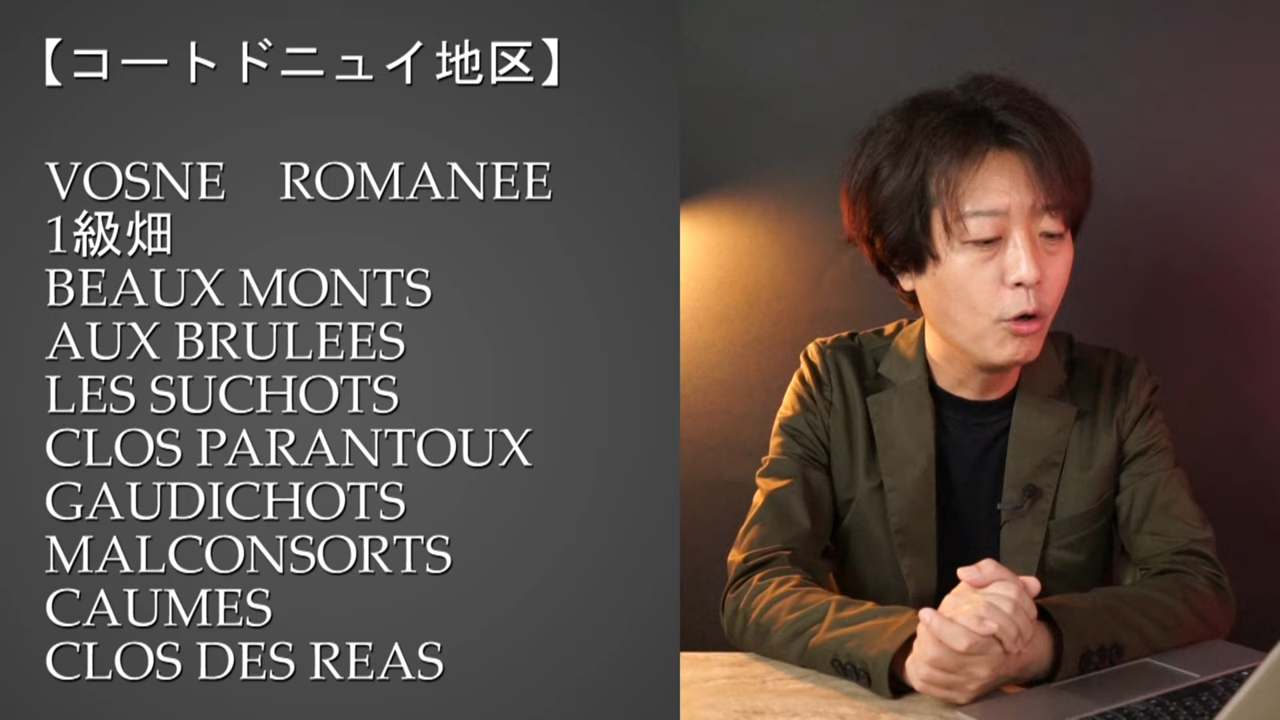 【コートドニュイ地区】
VOSNE　ROMANEE
1級畑
BEAUX MONTS
AUX BRULEES
LES SUCHOTS
CLOS PARANTOUX
GAUDICHOTS
MALCONSORTS
CAUMES
CLOS DES REAS